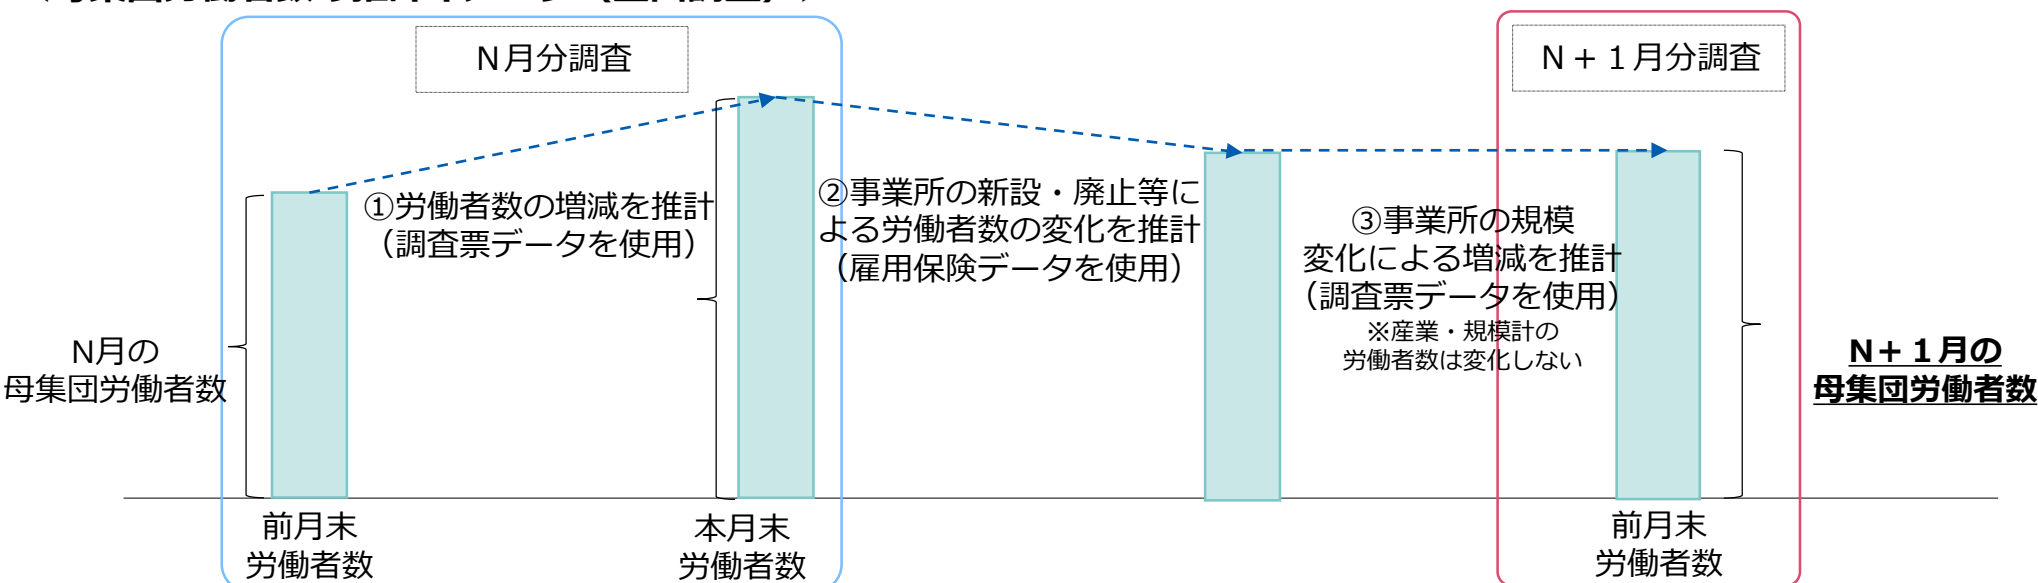 N月分調査
N+1月分調査
①労働者数の増減を推計
（調査票データを使用）
②事業所の新設・廃止等に
よる労働者数の変化を推計
（雇用保険データを使用）
③事業所の規模
変化による増減を推計
（調査票データを使用）
※産業・規模計の
労働者数は変化しない
N月の
母集団労働者数
N+1月の
母集団労働者数
前月末
労働者数
本月末
労働者数
前月末
労働者数